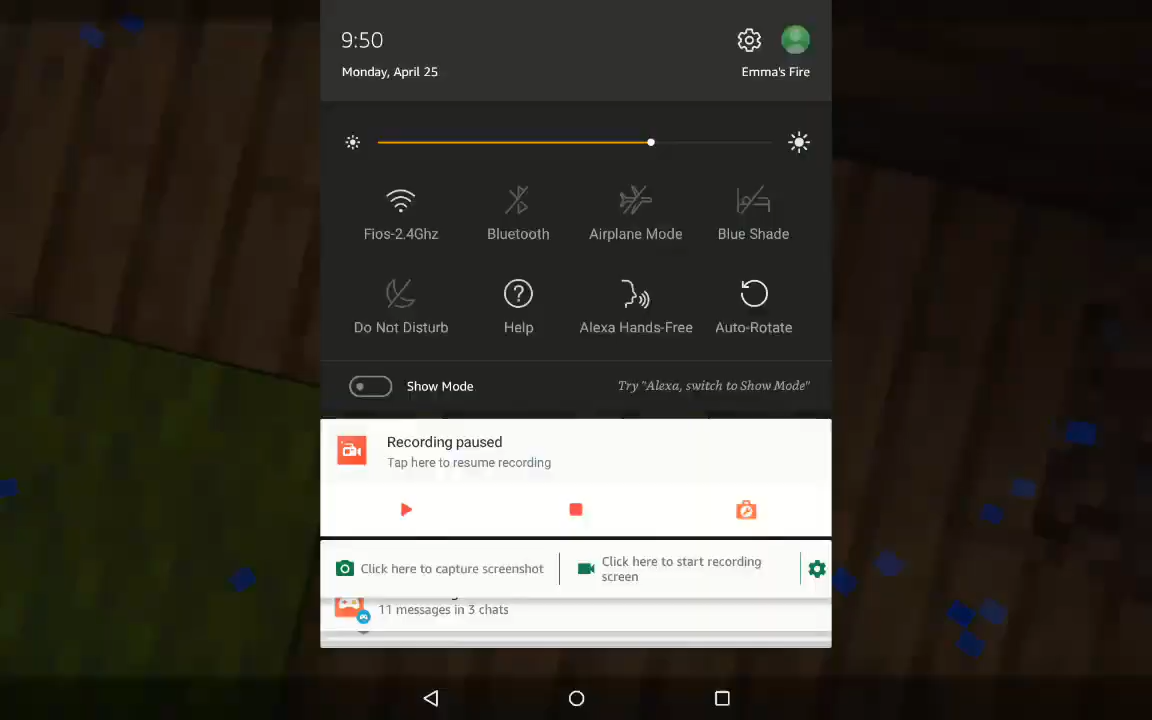 9:50
Monday, April 25
Emma's Fire
Fios-2.4Ghz
Bluetooth
Airplane Mode
Blue Shade
Do Not Disturb
Help
Alexa Hands-Free
Auto-Rotate
Show Mode
Try "Alexa, switch to Show Mode"
Recording paused
Tap here to resume recording
Click here to capture screenshot
Click here to start recording
screen
11 messages in 3 chats